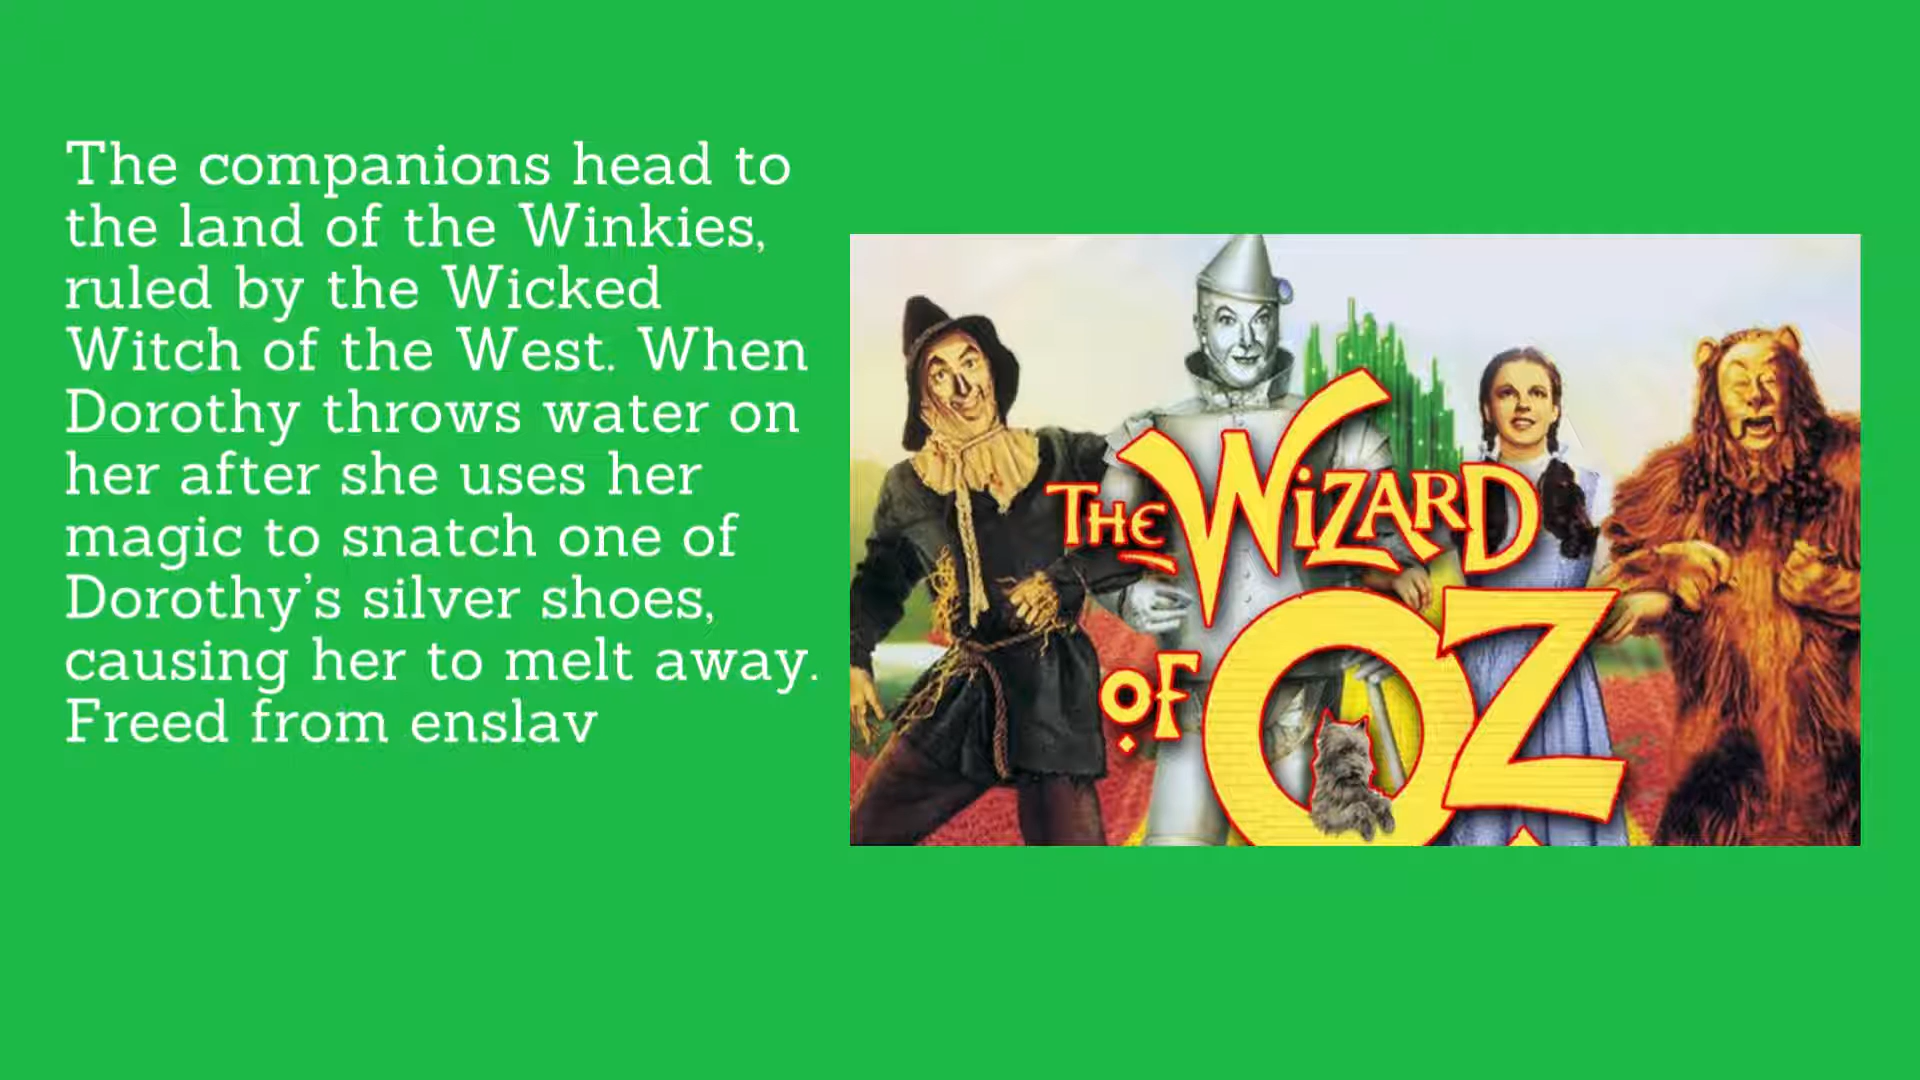 The companions head to
the land of the Winkies,
ruled by the Wicked
Witch of the West. When
Dorothy throws water on
her after she uses her
magic to snatch one of
Dorothy's silver shoes,
causing her to melt away.
Freed from enslav
THE WIZARD
OF OZ